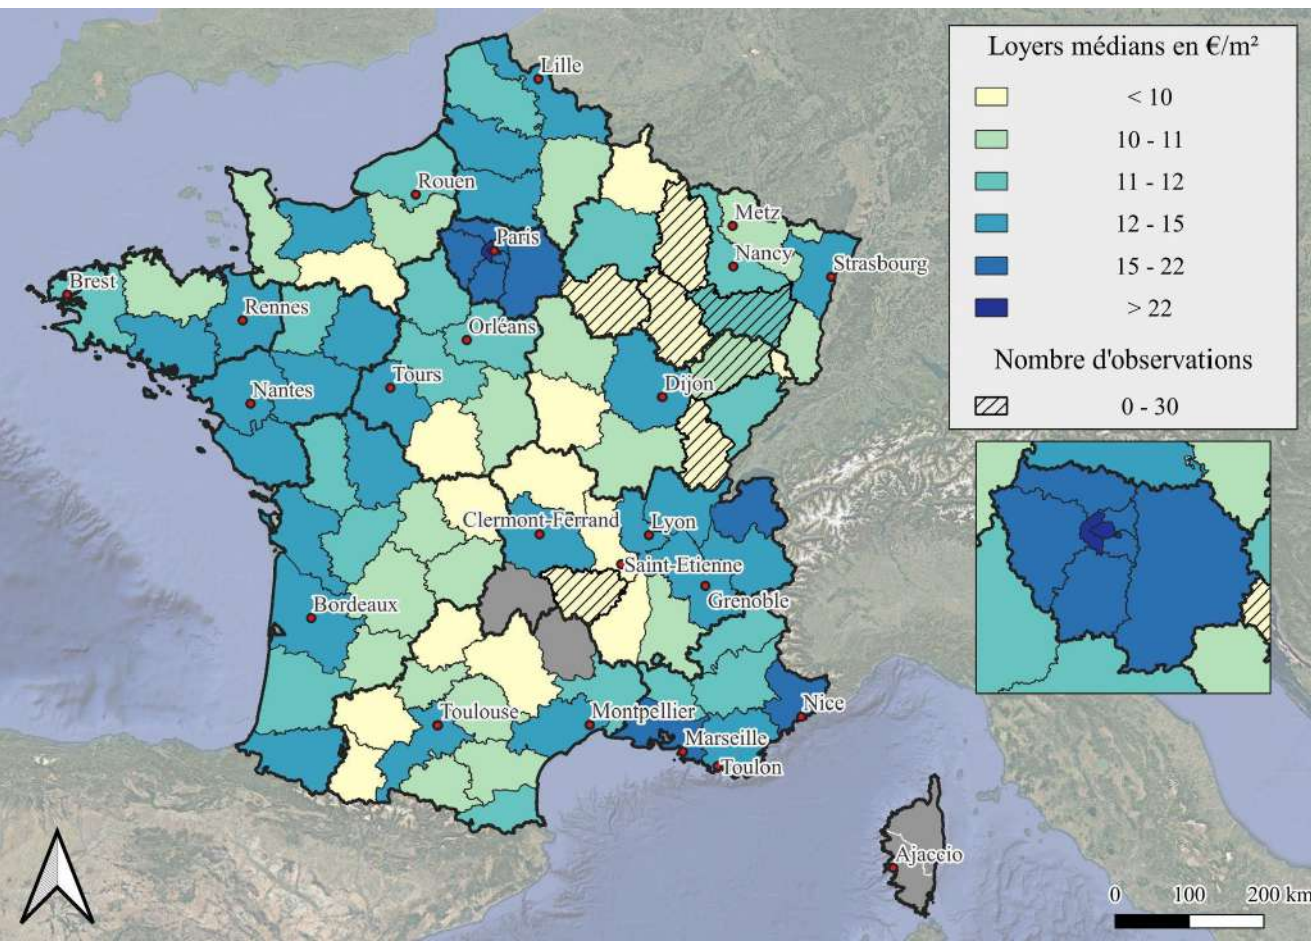 Lille
Rouen
Metz
Paris
Nancy
Strasbourg
Brest
Rennes
Orléans
Tours
Dijon
Nantes
Clermont-Ferrand
Lyon
Saint-Etienne
Grenoble
Bordeaux
Toulouse
Montpellier
Nice
Marseille
Toulon
Ajaccio
Loyers médians en €/m²
< 10
10 - 11
11 - 12
12 - 15
15 - 22
> 22
Nombre d'observations
0 - 30
0 100 200 km